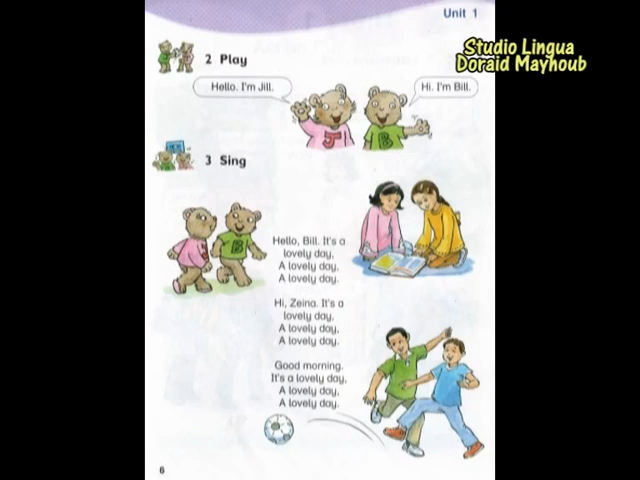 Unit 1
Studio Lingua
Doraid Mayhoub
2 Play
Hello. I'm Jill.
Hi. I'm Bill.
J
B
3 Sing
B
Hello, Bill. It's a
lovely day,
A lovely day,
A lovely day.
Hi, Zeina. It's a
lovely day,
A lovely day,
A lovely day.
Good morning.
It's a lovely day,
A lovely day,
A lovely day.
6